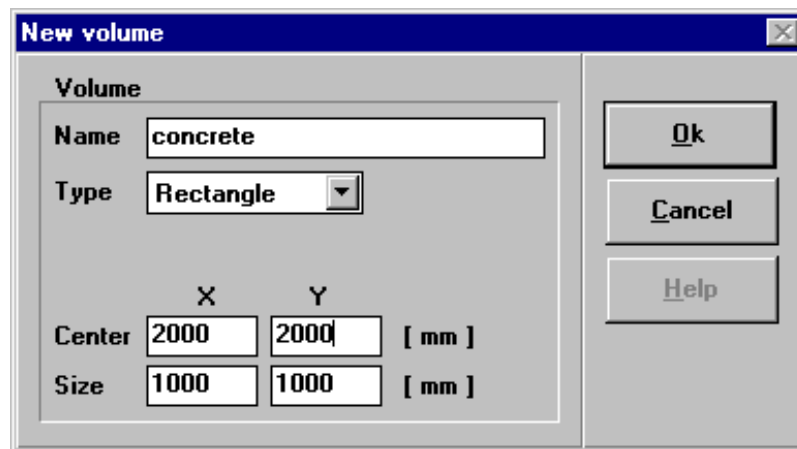 New volume
Volume
Name concrete
Type Rectangle
X Y
Center 2000 2000 [ mm ]
Size 1000 1000 [ mm ]
Ok
Cancel
Help